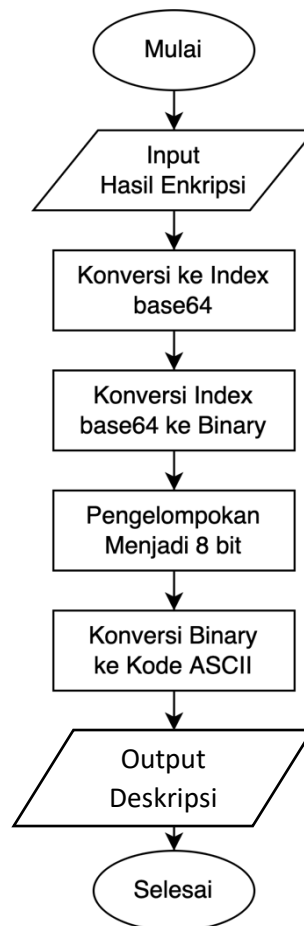 Mulai
Input
Hasil Enkripsi
Konversi ke Index
base64
Konversi Index
base64 ke Binary
Pengelompokan
Menjadi 8 bit
Konversi Binary
ke Kode ASCII
Output
Deskripsi
Selesai